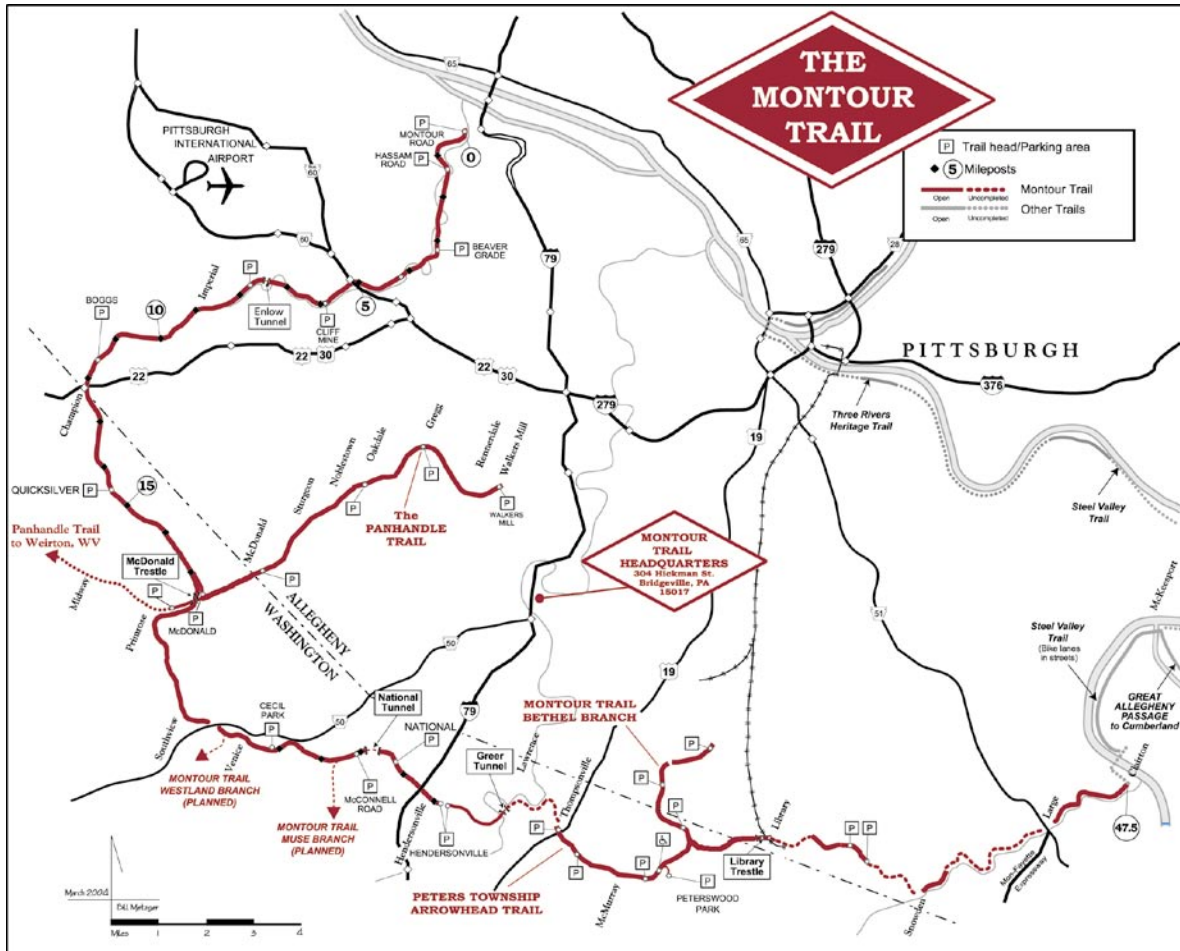 THE
MONTOUR
TRAIL
P Trail head/Parking area
5 Mileposts
Montour Trail
Open Uncompleted
Other Trails
Open Uncompleted
65
60
PITTSBURGH
INTERNATIONAL
AIRPORT
P
MONTOUR
ROAD
0
HASSAM
ROAD
P
60
79
65
279
28
P
BEAVER
GRADE
Imperial
P
Enlow
Tunnel
5
P
CLIFF
MINE
BOGGS
P
10
22
30
22
22
30
279
PITTSBURGH
376
Champion
Three Rivers
Heritage Trail
19
Gregg
Oakdale
Noblestown
Sturgeon
Rennerdale
Walkers Mill
QUICKSILVER
P
15
P
P
P
WALKERS
MILL
The
PANHANDLE
TRAIL
Steel Valley
Trail
Panhandle Trail
to Weirton, WV
McDonald
Trestle
McDonald
P
P
P
McDONALD
Midway
Primrose
ALLEGHENY
WASHINGTON
MONTOUR
TRAIL
HEADQUARTERS
304 Hickman St.
Bridgeville, PA
15017
51
McKeesport
Steel Valley
Trail
(Bike lanes
in streets)
GREAT
ALLEGHENY
PASSAGE
to Cumberland
50
19
CECIL
PARK
P
50
National
Tunnel
NATIONAL
P
79
MONTOUR TRAIL
BETHEL BRANCH
Southview
Venice
MONTOUR TRAIL
WESTLAND BRANCH
(PLANNED)
P
McCONNELL
ROAD
MONTOUR TRAIL
MUSE BRANCH
(PLANNED)
Greer
Tunnel
Lawrence
Thompsonville
P
P
P
Clairton
Large
47.5
Hendersonville
P
HENDERSONVILLE
P
P
P
P
PETERSWOOD
PARK
Library
Library
Trestle
P
P
Mon-Fayette
Expressway
Snowden
McMurray
PETERS TOWNSHIP
ARROWHEAD TRAIL
March 2004
Bill Metzger
Miles 1 2 3 4